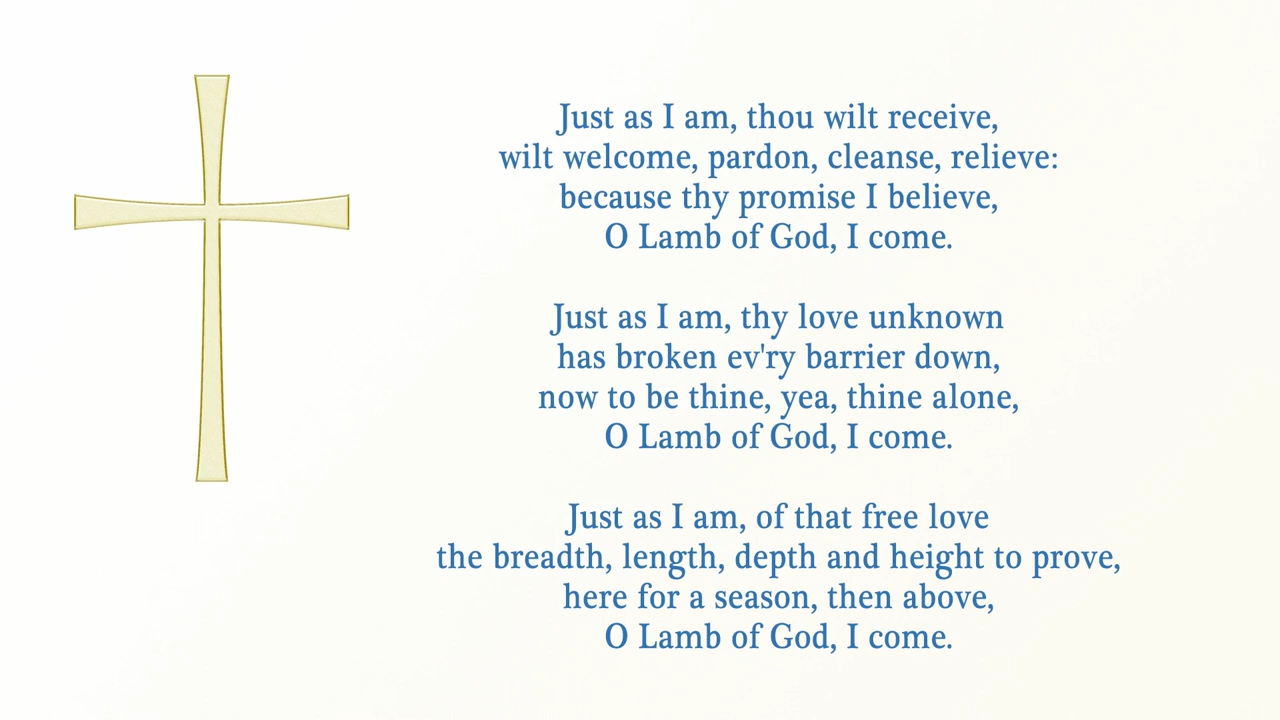 Just as I am, thou wilt receive,
wilt welcome, pardon, cleanse, relieve:
because thy promise I believe,
O Lamb of God, I come.
Just as I am, thy love unknown
has broken ev'ry barrier down,
now to be thine, yea, thine alone,
O Lamb of God, I come.
Just as I am, of that free love
the breadth, length, depth and height to prove,
here for a season, then above,
O Lamb of God, I come.